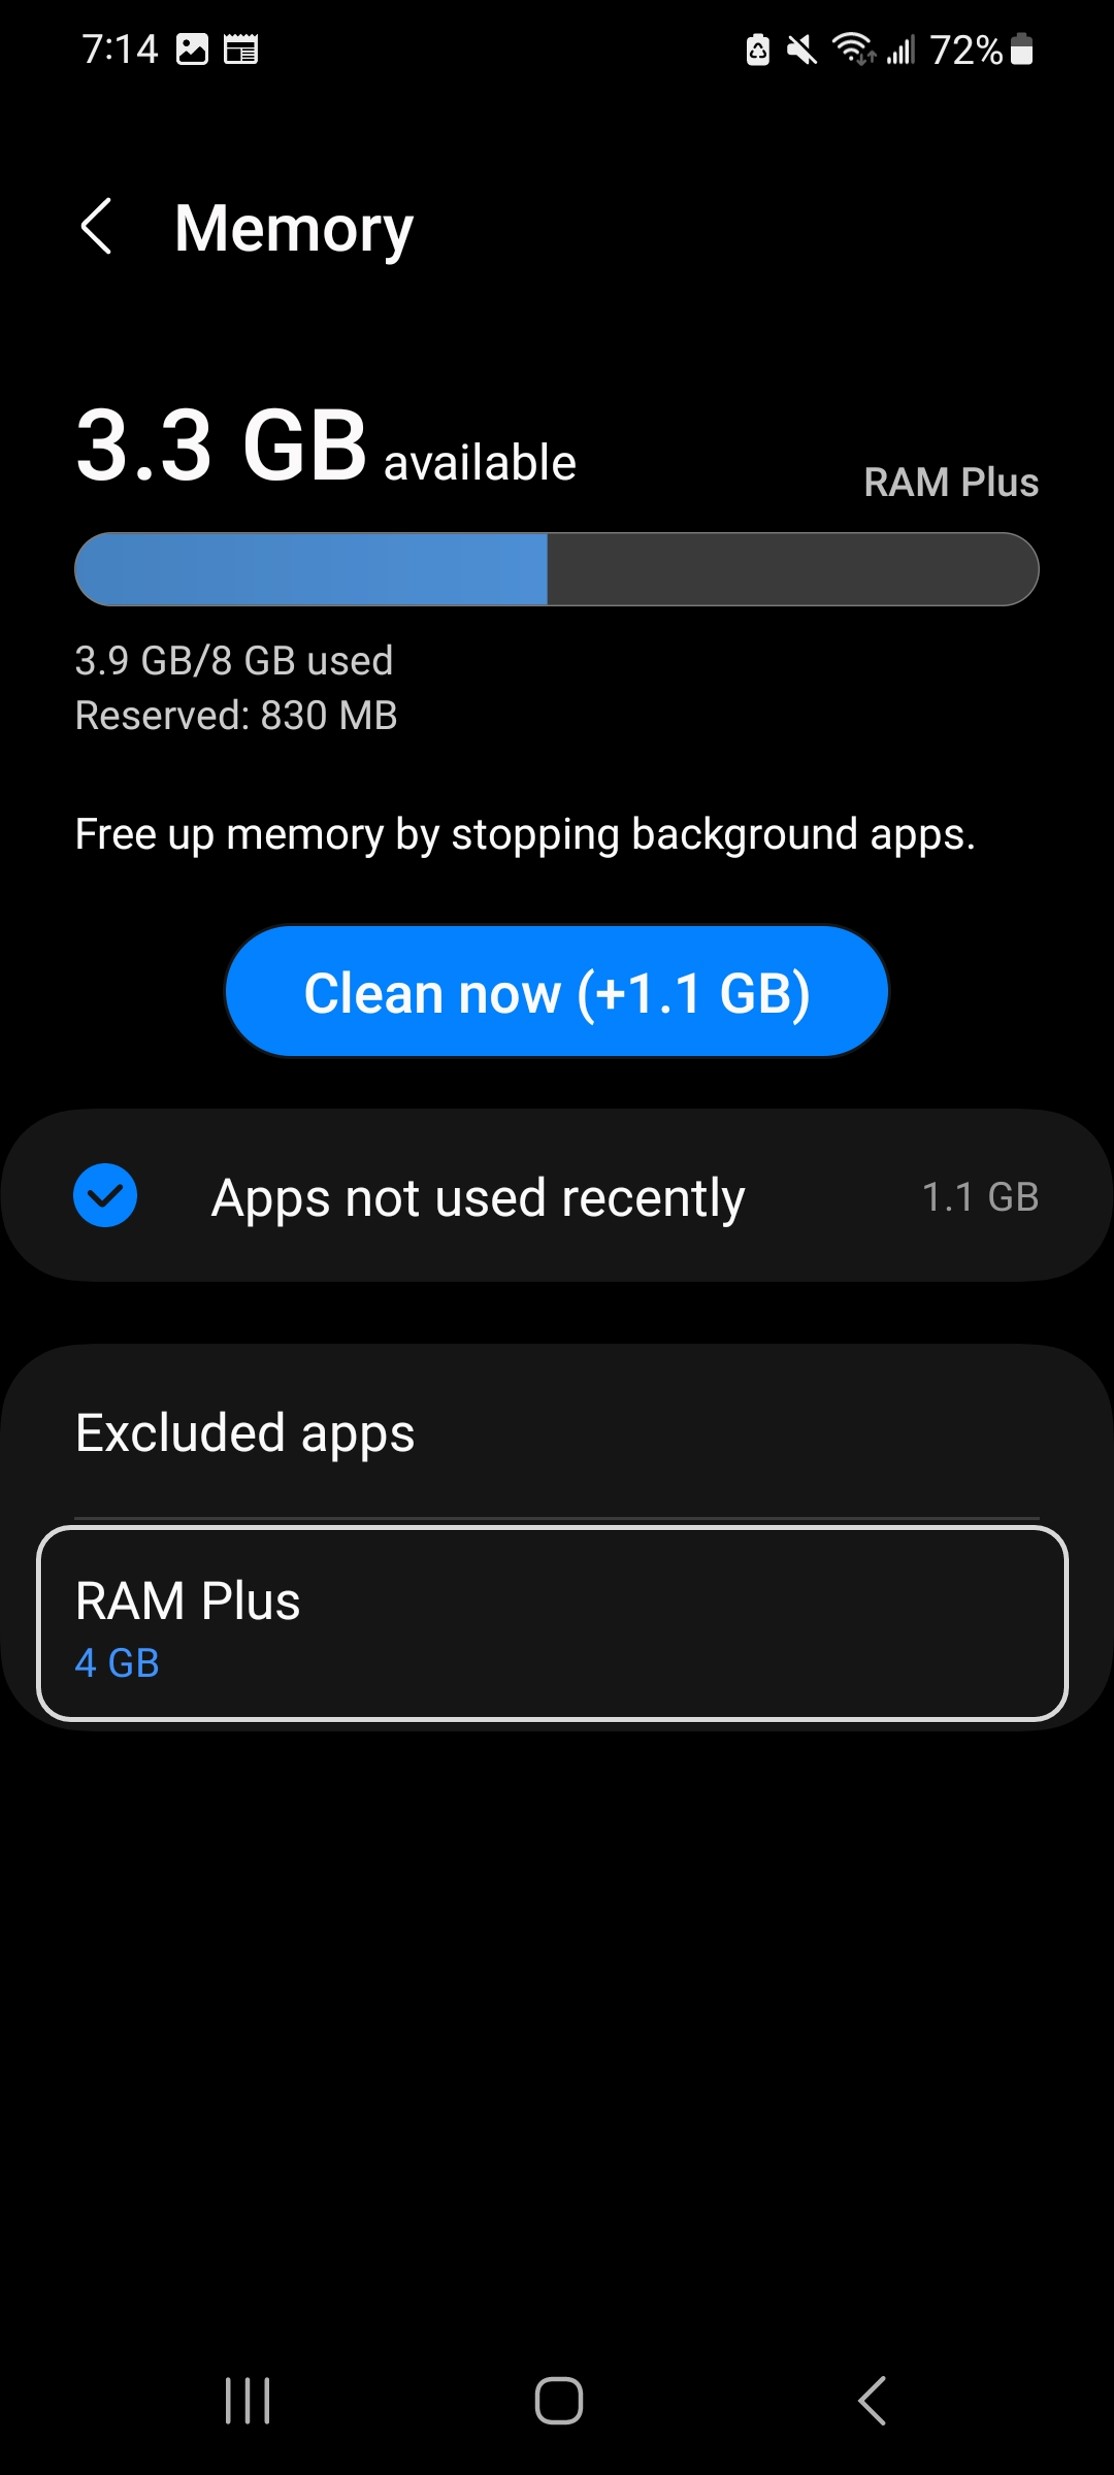 7:14 72%
Memory
3.3 GB available
RAM Plus
3.9 GB/8 GB used
Reserved: 830 MB
Free up memory by stopping background apps.
Clean now (+1.1 GB)
Apps not used recently 1.1 GB
Excluded apps
RAM Plus
4 GB